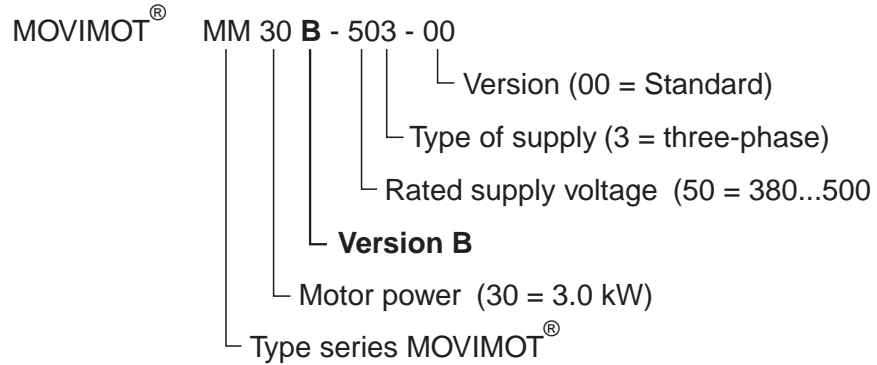 MOVIMOT® MM 30 B - 503 - 00
Version (00 = Standard)
Type of supply (3 = three-phase)
Rated supply voltage (50 = 380...500
Version B
Motor power (30 = 3.0 kW)
Type series MOVIMOT®